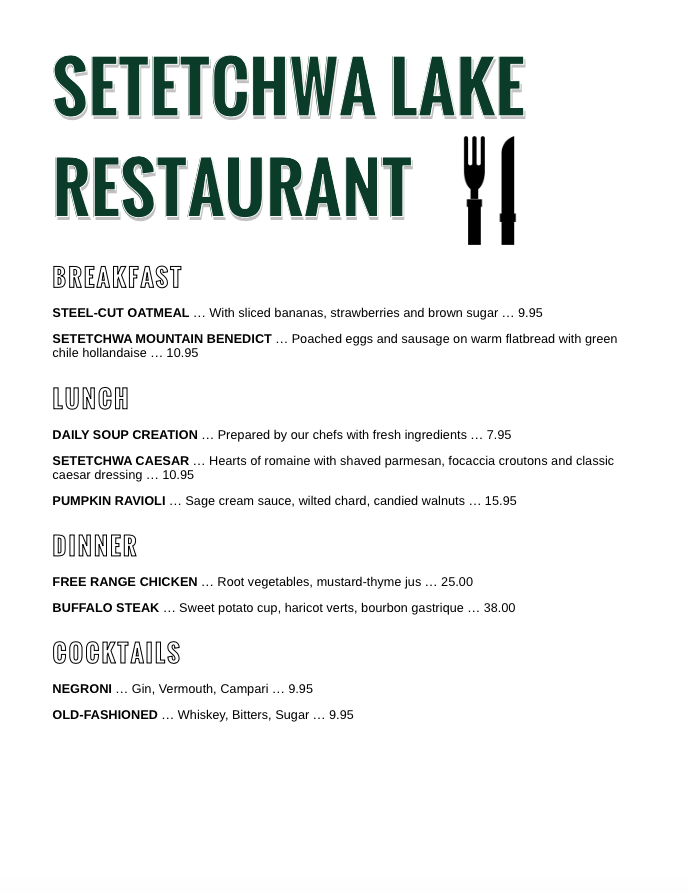 SETETCHWA LAKE
RESTAURANT
BREAKFAST
STEEL-CUT OATMEAL … With sliced bananas, strawberries and brown sugar … 9.95
SETETCHWA MOUNTAIN BENEDICT … Poached eggs and sausage on warm flatbread with green
chile hollandaise … 10.95
LUNCH
DAILY SOUP CREATION … Prepared by our chefs with fresh ingredients … 7.95
SETETCHWA CAESAR … Hearts of romaine with shaved parmesan, focaccia croutons and classic
caesar dressing … 10.95
PUMPKIN RAVIOLI … Sage cream sauce, wilted chard, candied walnuts … 15.95
DINNER
FREE RANGE CHICKEN … Root vegetables, mustard-thyme jus … 25.00
BUFFALO STEAK … Sweet potato cup, haricot verts, bourbon gastrique … 38.00
COCKTAILS
NEGRONI … Gin, Vermouth, Campari … 9.95
OLD-FASHIONED … Whiskey, Bitters, Sugar … 9.95